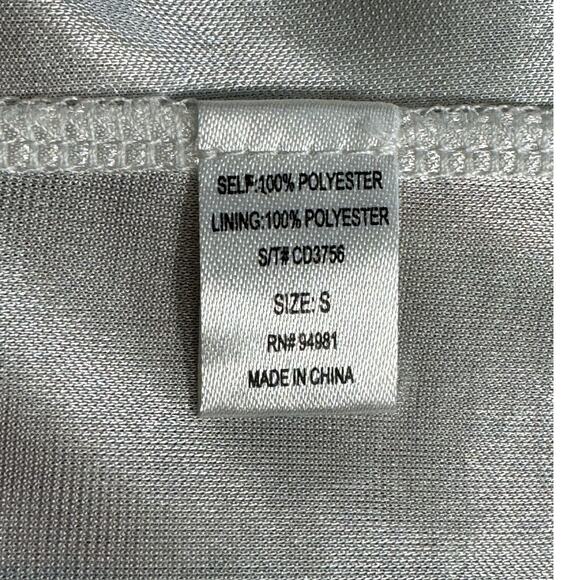 SELF:100% POLYESTER
LINING:100% POLYESTER
S/T# CD3756
SIZE: S
RN# 94981
MADE IN CHINA